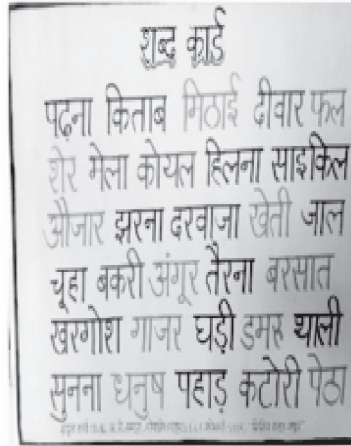 शब्द कार्ड
पढ़ना किताब मिठाई दीवार फल
शेर मेला कोयल हिलना साइकिल
औजार झरना दरवाजा खेती जाल
चूहा बकरी अंगूर तैरना बरसात
खरगोश गाजर घड़ी डमरू थाली
सुनना धनुष पहाड़ कटोरी पेठा